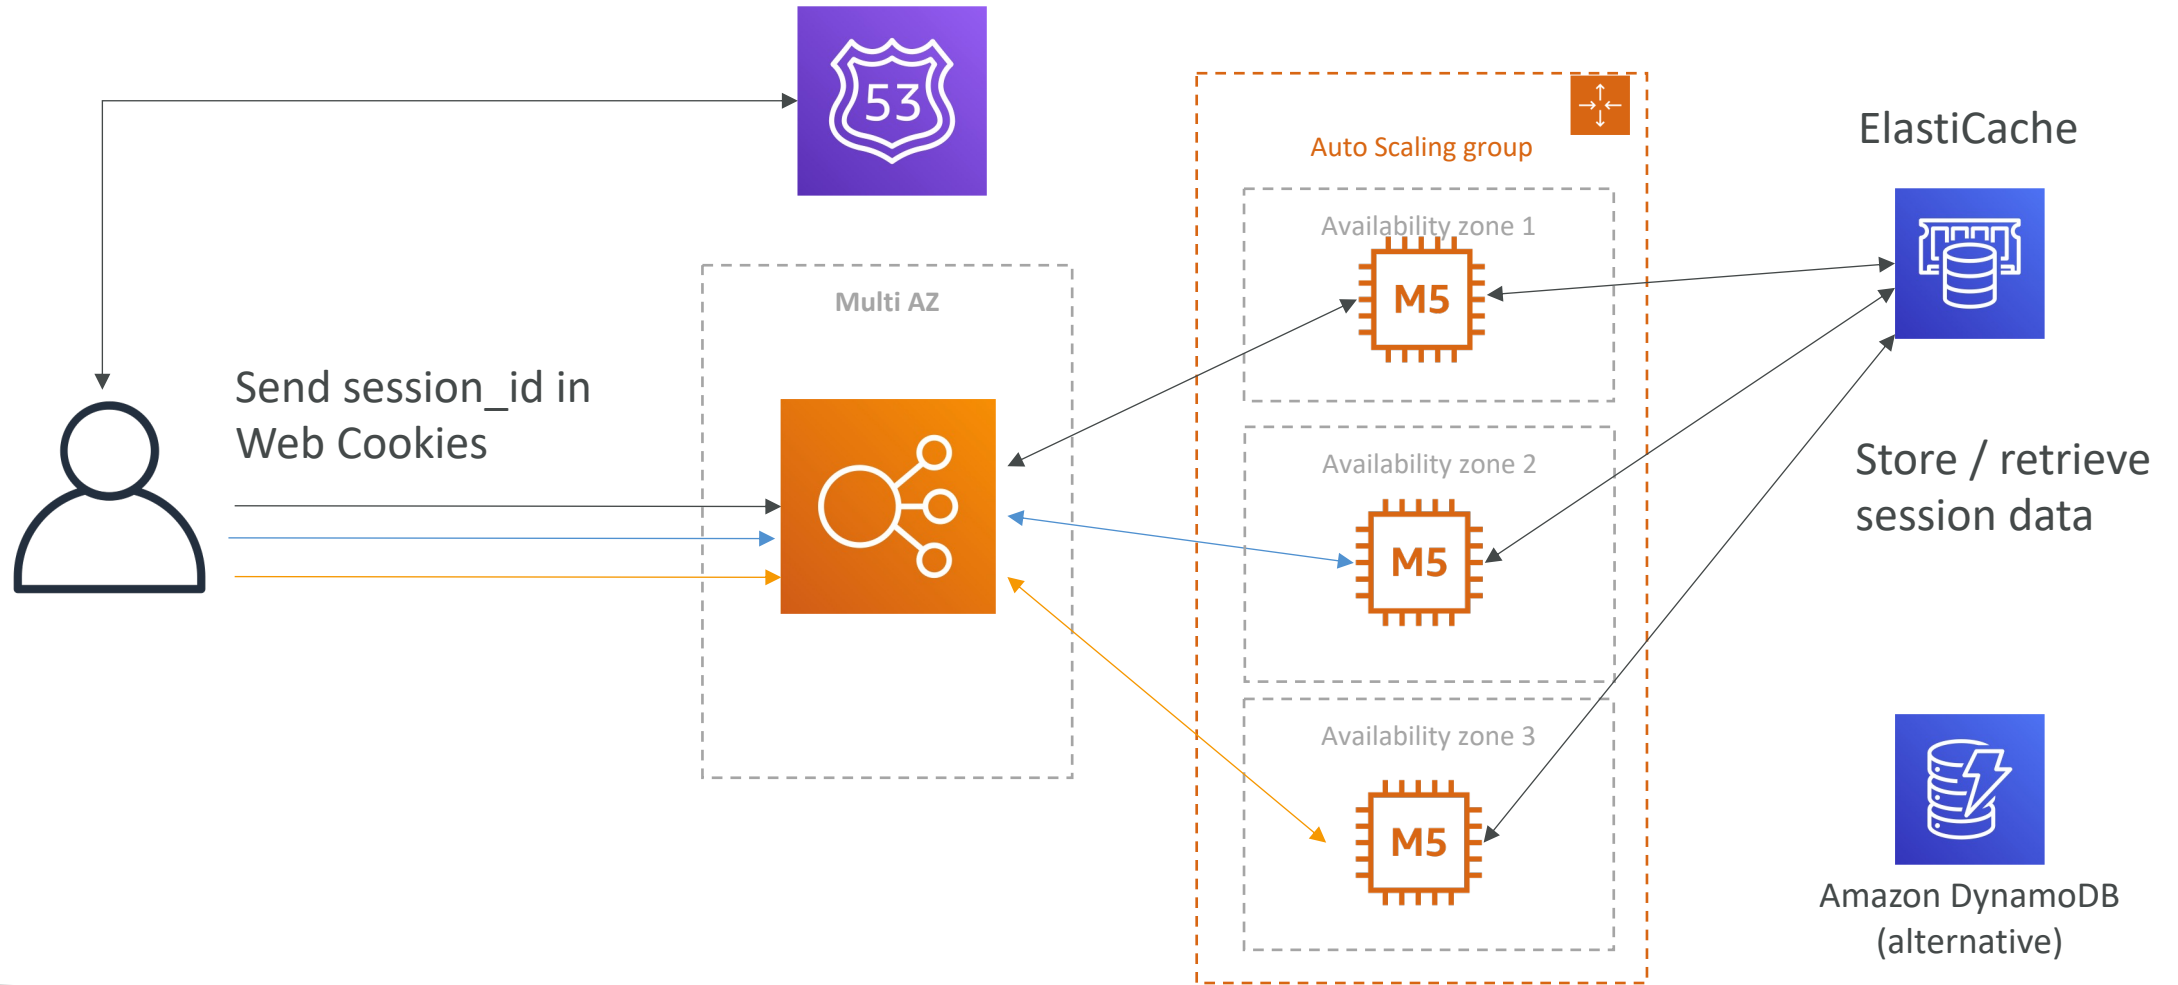 53
Auto Scaling group
ElastiCache
Availability zone 1
M5
Multi AZ
Send session_id in
Web Cookies
Availability zone 2
M5
Store / retrieve
session data
Availability zone 3
M5
Amazon DynamoDB
(alternative)